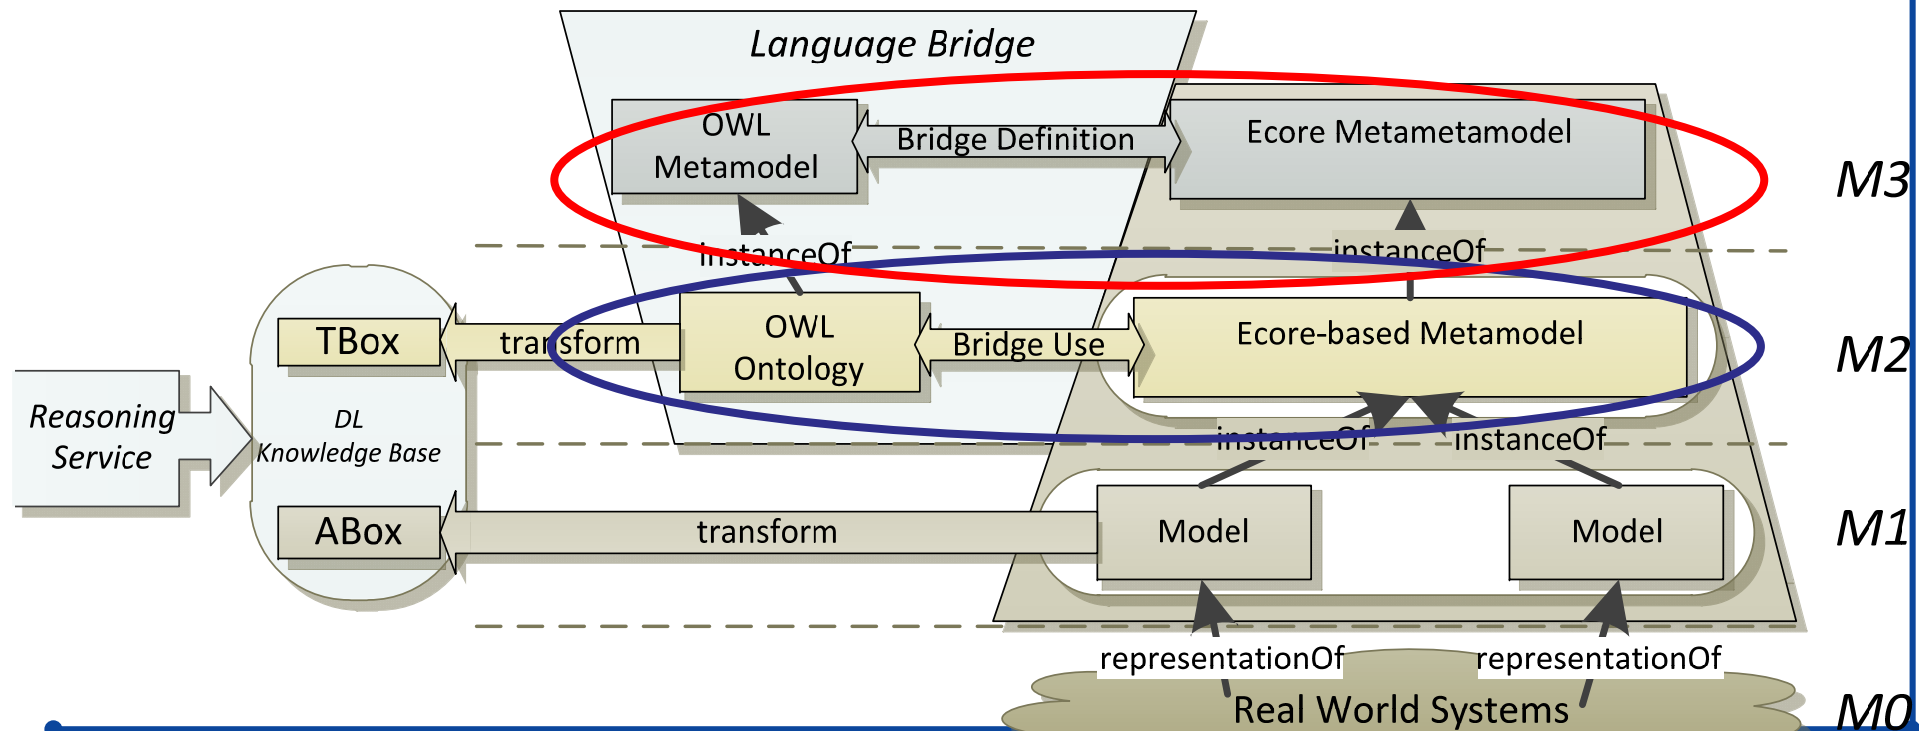 Language Bridge
OWL
Metamodel
Bridge Definition
Ecore Metametamodel
M3
instanceOf
instanceOf
TBox
transform
OWL
Ontology
Bridge Use
Ecore-based Metamodel
M2
Reasoning
Service
DL
Knowledge Base
instanceOf
instanceOf
ABox
transform
Model
Model
M1
representationOf
representationOf
Real World Systems
M0